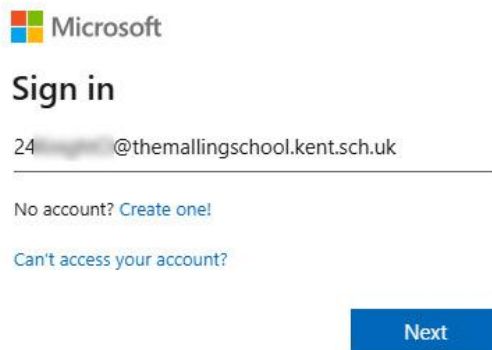 Microsoft
Sign in
24 @themallingschool.kent.sch.uk
No account? Create one!
Can't access your account?
Next